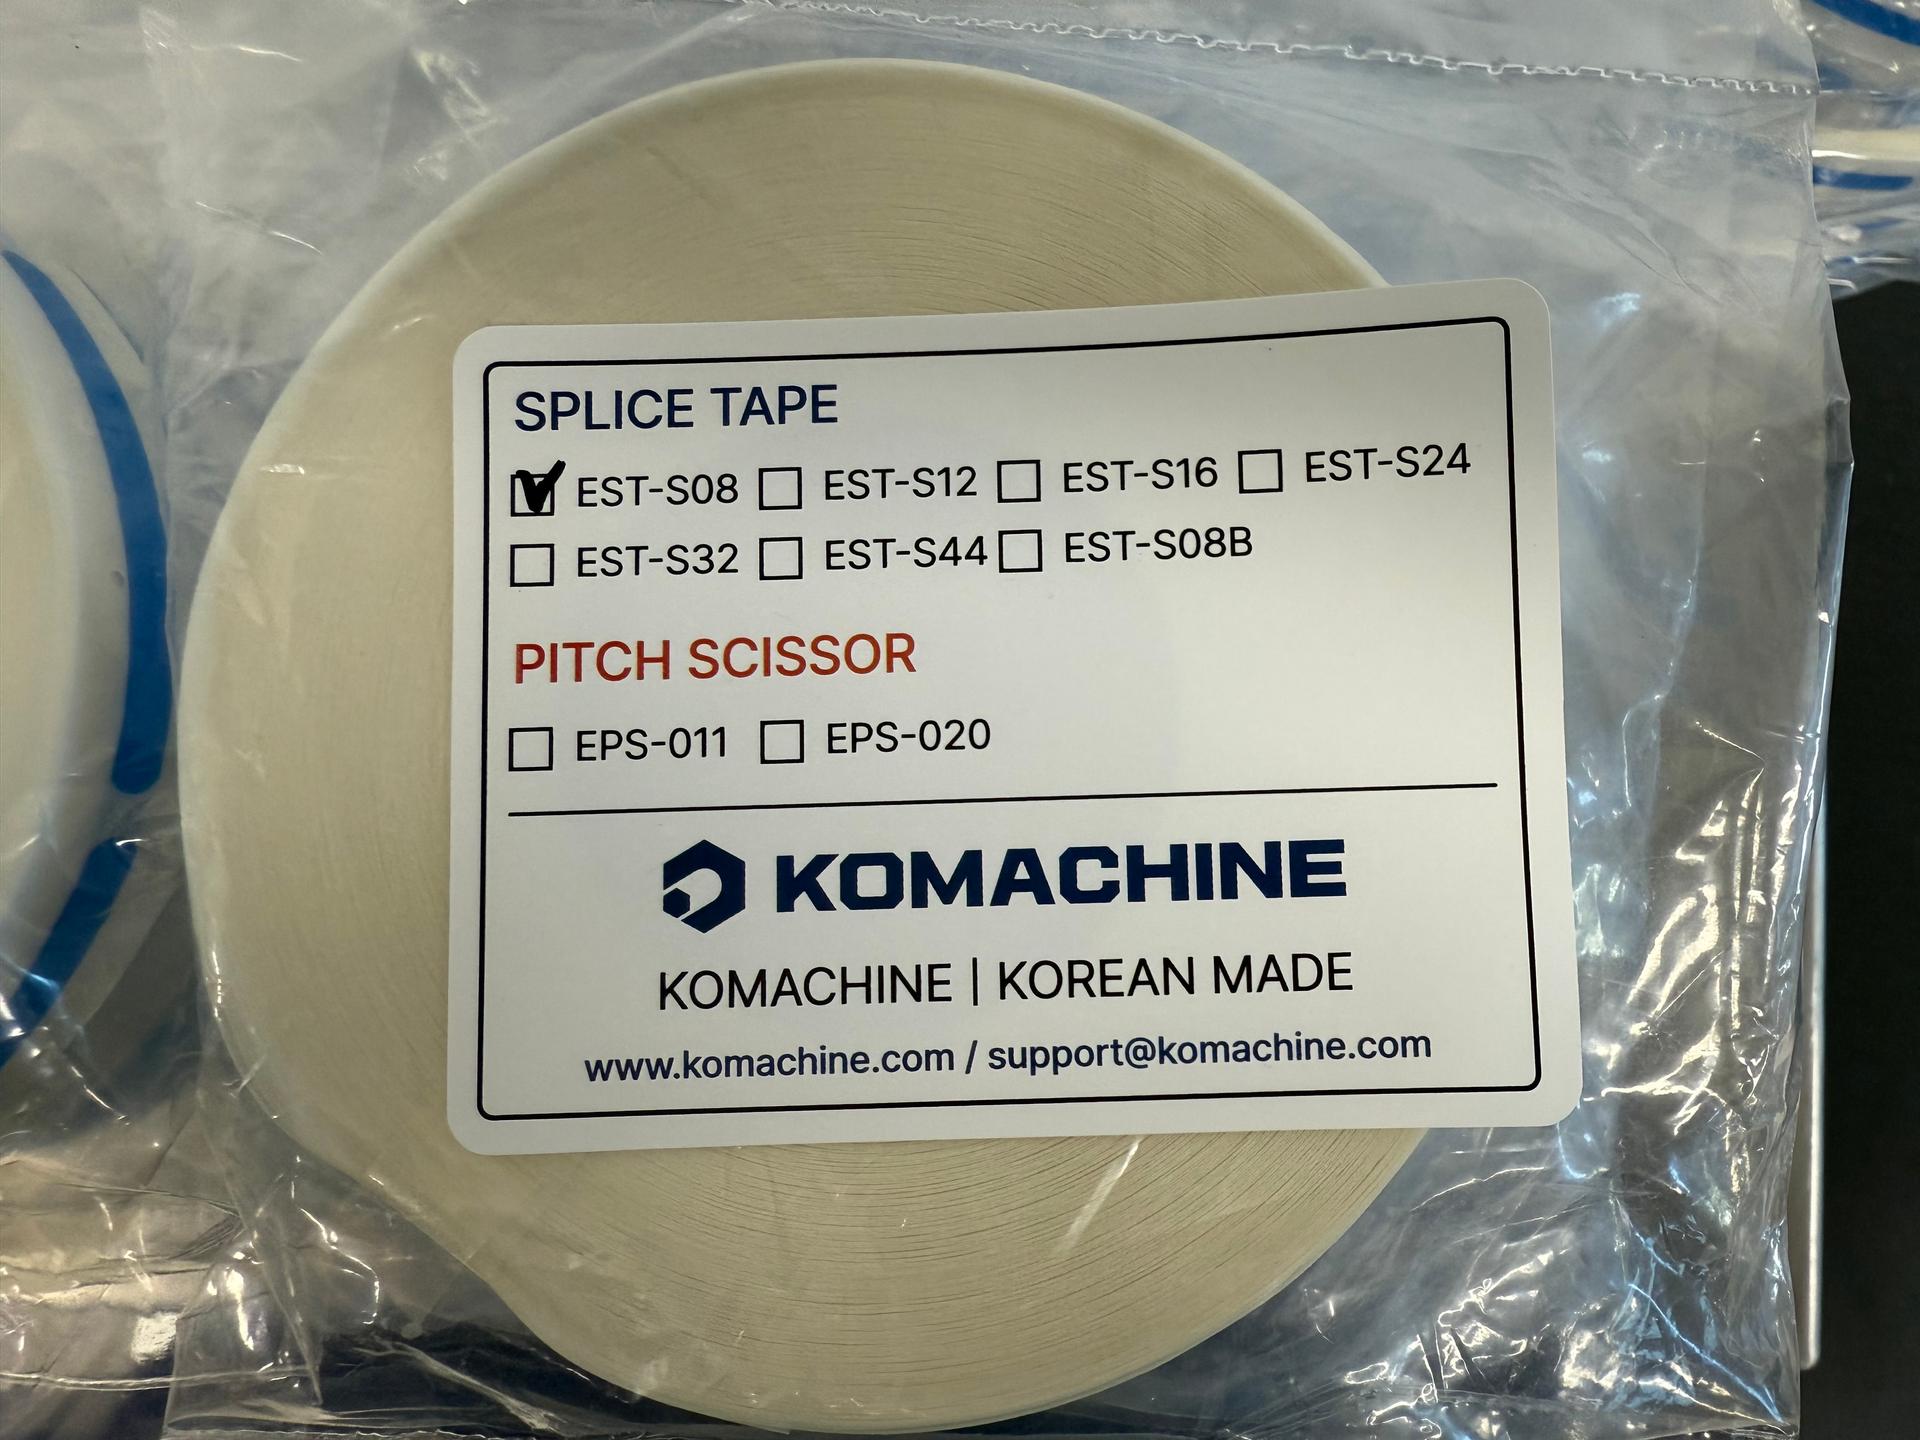 SPLICE TAPE
☑ EST-S08 ☐ EST-S12 ☐ EST-S16 ☐ EST-S24
☐ EST-S32 ☐ EST-S44 ☐ EST-S08B
PITCH SCISSOR
☐ EPS-011 ☐ EPS-020
KOMACHINE
KOMACHINE | KOREAN MADE
www.komachine.com / support@komachine.com